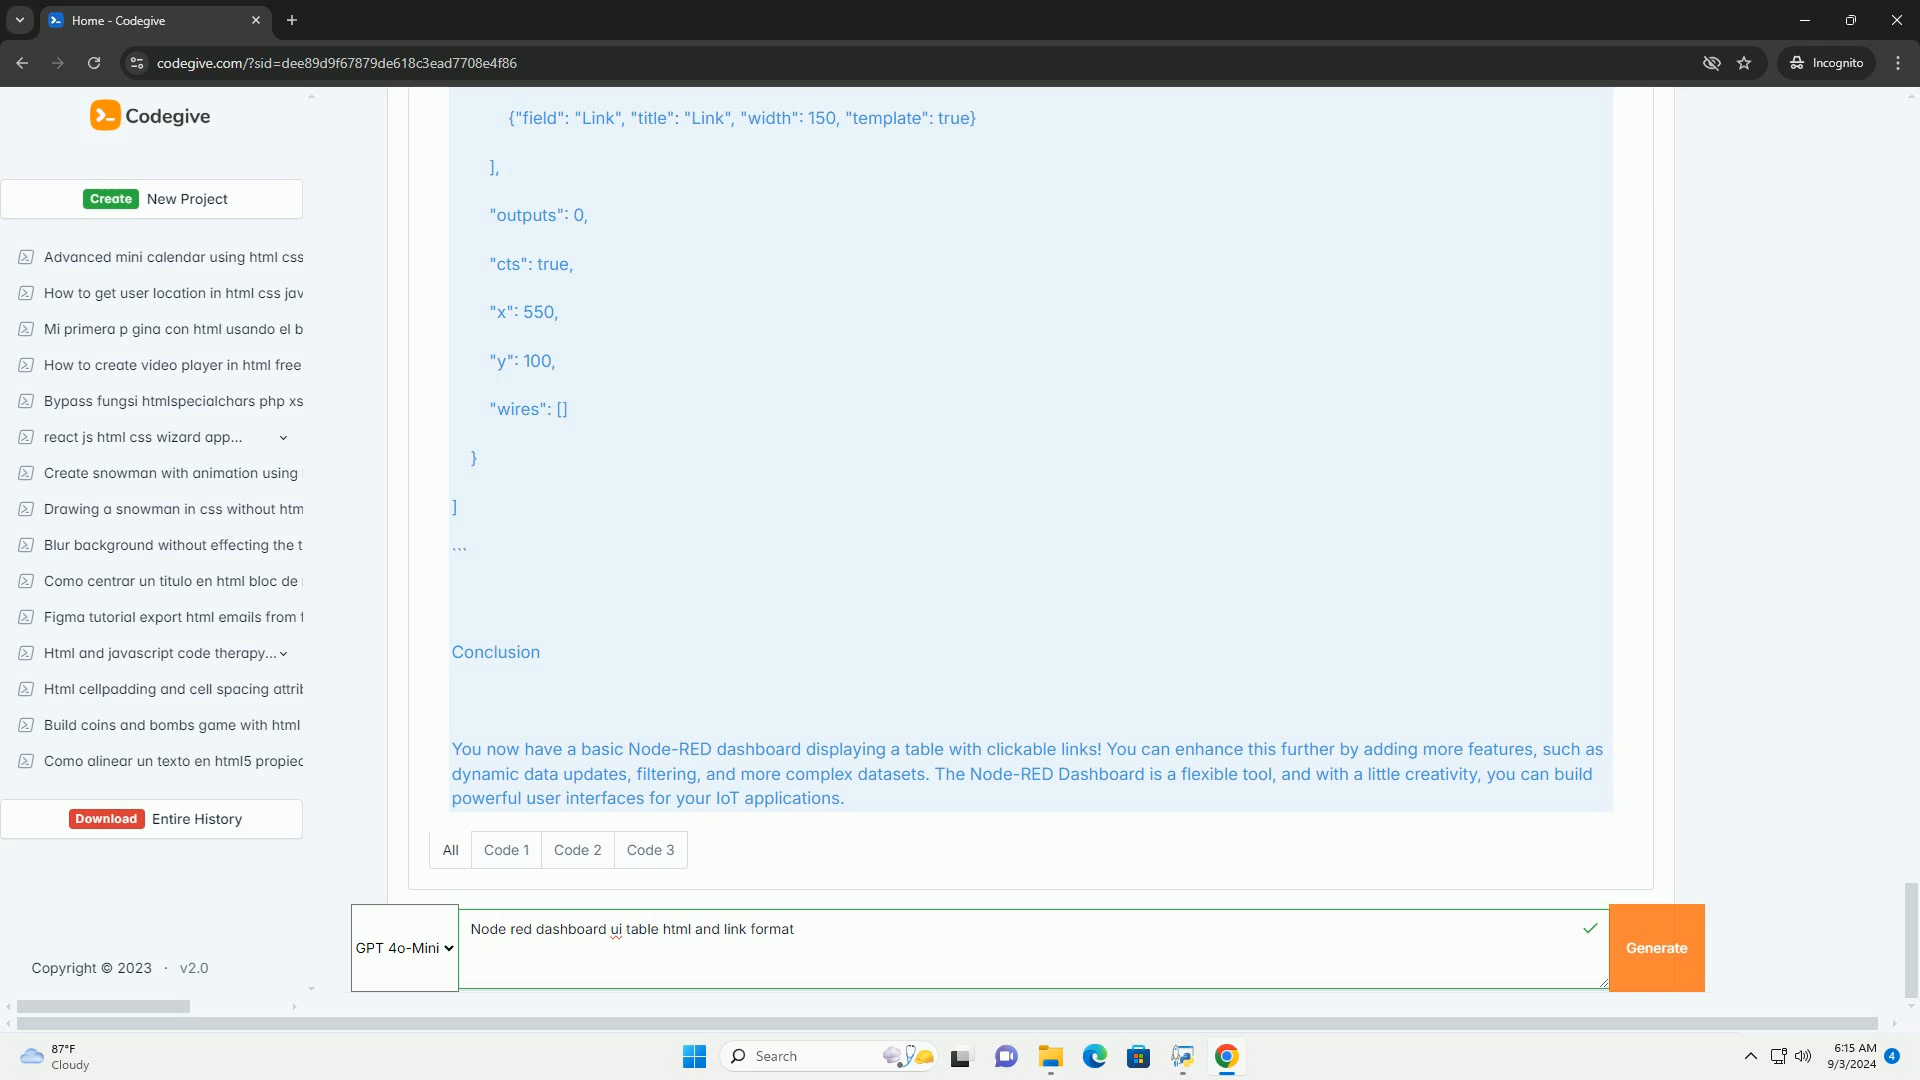 Home - Codegive
codegive.com/?sid=dee89d9f67879de618c3ead7708e4f86
Incognito
Codegive
Create New Project
Advanced mini calendar using html css
How to get user location in html css jav
Mi primera p gina con html usando el b
How to create video player in html free
Bypass fungsi htmlspecialchars php xs
react js html css wizard app...
Create snowman with animation using
Drawing a snowman in css without htm
Blur background without effecting the t
Como centrar un titulo en html bloc de
Figma tutorial export html emails from f
Html and javascript code therapy...
Html cellpadding and cell spacing attrib
Build coins and bombs game with html
Como alinear un texto en html5 propiec
Download Entire History
Copyright © 2023 · v2.0
{"field": "Link", "title": "Link", "width": 150, "template": true}
],
"outputs": 0,
"cts": true,
"x": 550,
"y": 100,
"wires": []
}
]
```
Conclusion
You now have a basic Node-RED dashboard displaying a table with clickable links! You can enhance this further by adding more features, such as
dynamic data updates, filtering, and more complex datasets. The Node-RED Dashboard is a flexible tool, and with a little creativity, you can build
powerful user interfaces for your IoT applications.
All Code 1 Code 2 Code 3
GPT 4o-Mini
Node red dashboard ui table html and link format
Generate
87°F
Cloudy
Search
6:15 AM
9/3/2024
4